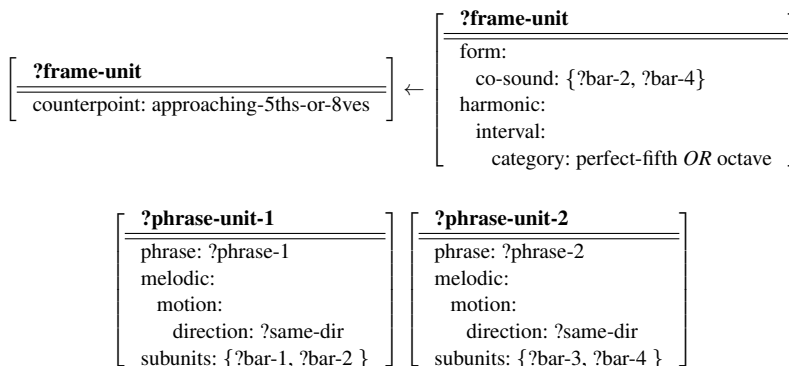 ?frame-unit
counterpoint: approaching-5ths-or-8ves
←
?frame-unit
form:
co-sound: {?bar-2, ?bar-4}
harmonic:
interval:
category: perfect-fifth OR octave
?phrase-unit-1
phrase: ?phrase-1
melodic:
motion:
direction: ?same-dir
subunits: {?bar-1, ?bar-2 }
?phrase-unit-2
phrase: ?phrase-2
melodic:
motion:
direction: ?same-dir
subunits: {?bar-3, ?bar-4 }